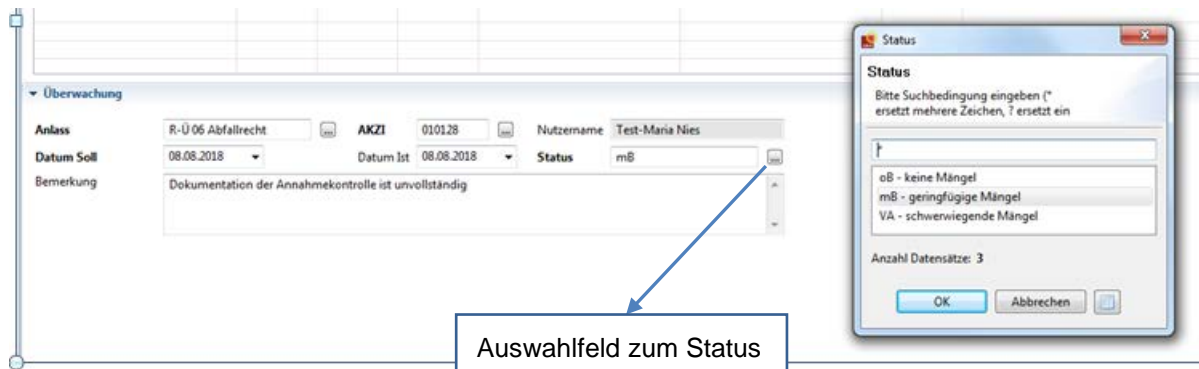 Überwachung
Anlass R-Ü 06 Abfallrecht ... AKZI 010128 ... Nutzername Test-Maria Nies
Datum Soll 08.08.2018 Datum Ist 08.08.2018 Status mB ...
Bemerkung Dokumentation der Annahmekontrolle ist unvollständig
Auswahlfeld zum Status
Status
Status
Bitte Suchbedingung eingeben (*
ersetzt mehrere Zeichen, ? ersetzt ein
*
oB - keine Mängel
mB - geringfügige Mängel
VA - schwerwiegende Mängel
Anzahl Datensätze: 3
OK Abbrechen